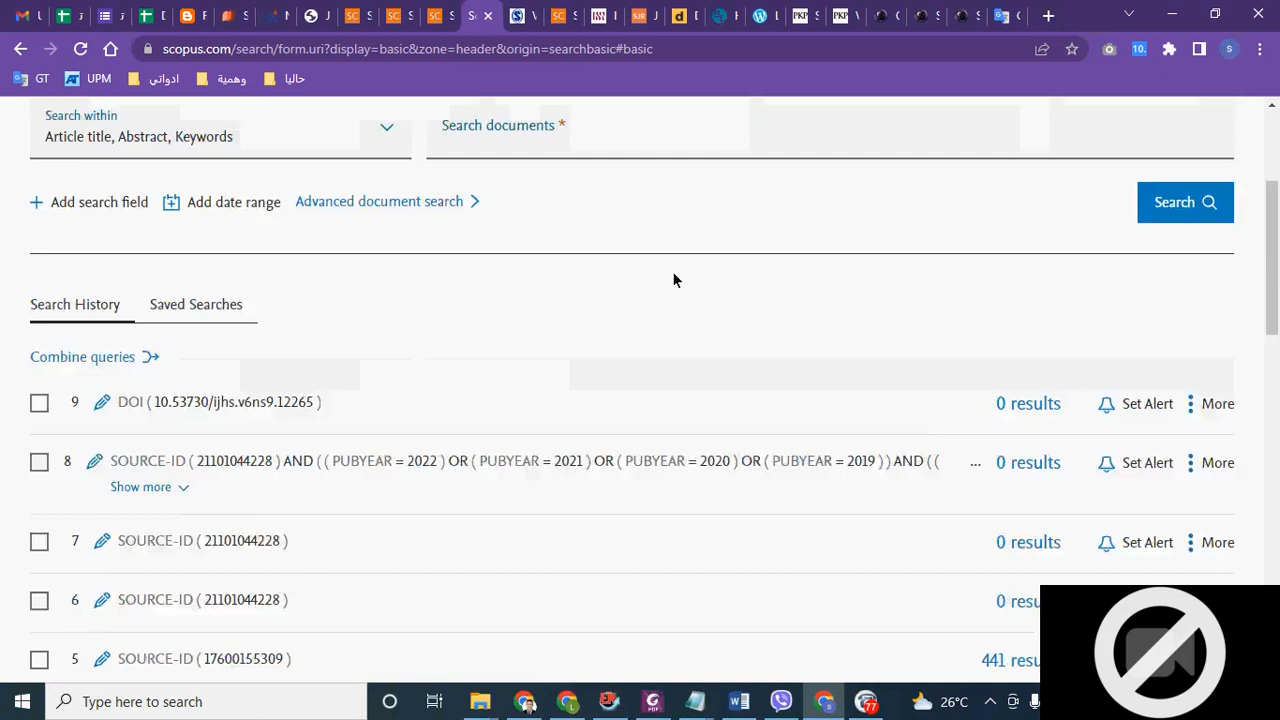 scopus.com/search/form.uri?display=basic&zone=header&origin=searchbasic#basic
GT
UPM
ادواتي
وهمية
حاليا
Search within
Article title, Abstract, Keywords
Search documents *
Add search field
Add date range
Advanced document search
Search
Search History
Saved Searches
Combine queries
9 DOI ( 10.53730/ijhs.v6ns9.12265 ) 0 results Set Alert More
8 SOURCE-ID ( 21101044228 ) AND ( ( PUBYEAR = 2022 ) OR ( PUBYEAR = 2021 ) OR ( PUBYEAR = 2020 ) OR ( PUBYEAR = 2019 ) ) AND ( ( ... 0 results Set Alert More
Show more
7 SOURCE-ID ( 21101044228 ) 0 results Set Alert More
6 SOURCE-ID ( 21101044228 ) 0 resu
5 SOURCE-ID ( 17600155309 ) 441 resu
Type here to search
77
26°C